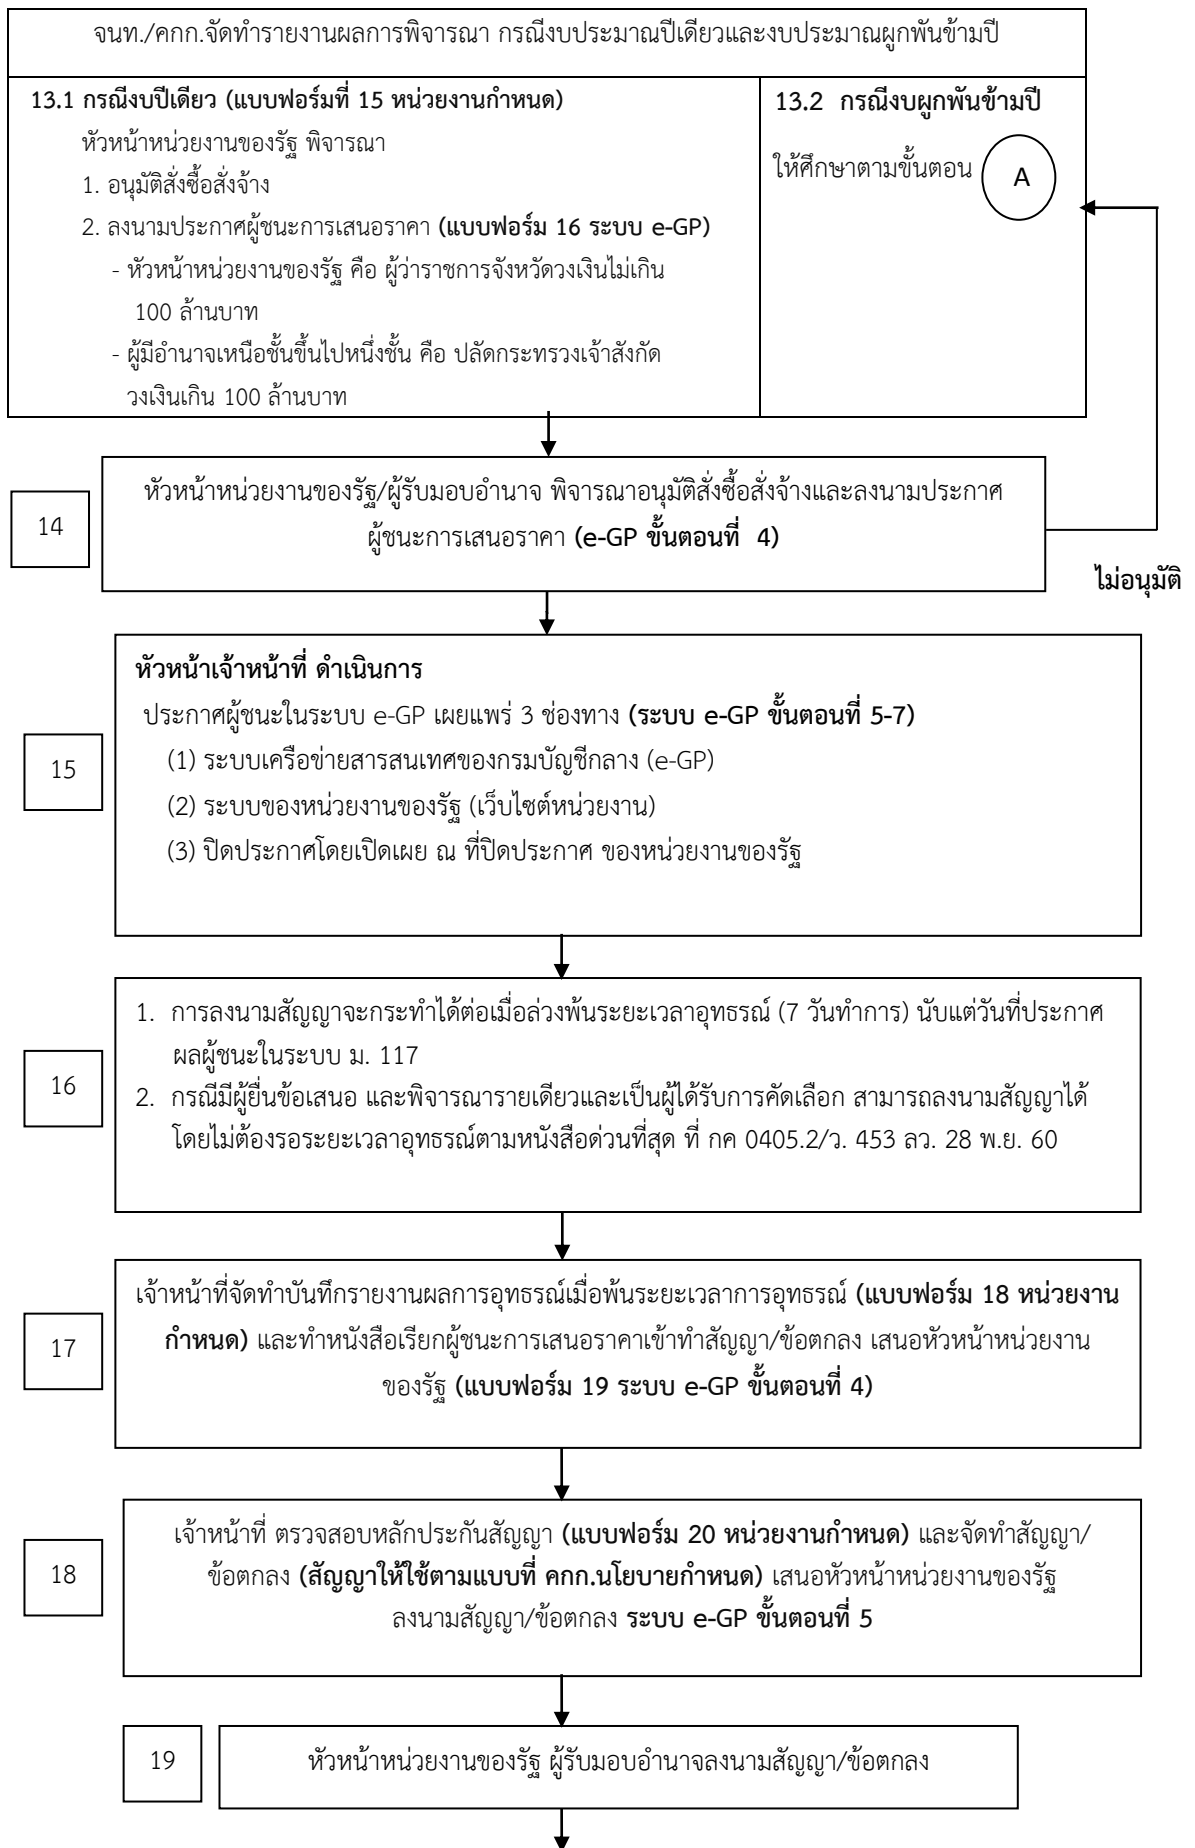 จนท./คกก.จัดทำรายงานผลการพิจารณา กรณีงบประมาณปีเดียวและงบประมาณผูกพันข้ามปี
13.1 กรณีงบปีเดียว (แบบฟอร์มที่ 15 หน่วยงานกำหนด)
หัวหน้าหน่วยงานของรัฐ พิจารณา
1. อนุมัติสั่งซื้อสั่งจ้าง
2. ลงนามประกาศผู้ชนะการเสนอราคา (แบบฟอร์ม 16 ระบบ e-GP)
- หัวหน้าหน่วยงานของรัฐ คือ ผู้ว่าราชการจังหวัดวงเงินไม่เกิน
100 ล้านบาท
- ผู้มีอำนาจเหนือชั้นขึ้นไปหนึ่งชั้น คือ ปลัดกระทรวงเจ้าสังกัด
วงเงินเกิน 100 ล้านบาท
13.2 กรณีงบผูกพันข้ามปี
ให้ศึกษาตามขั้นตอน A
14
หัวหน้าหน่วยงานของรัฐ/ผู้รับมอบอำนาจ พิจารณาอนุมัติสั่งซื้อสั่งจ้างและลงนามประกาศ
ผู้ชนะการเสนอราคา (e-GP ขั้นตอนที่ 4)
ไม่อนุมัติ
15
หัวหน้าเจ้าหน้าที่ ดำเนินการ
ประกาศผู้ชนะในระบบ e-GP เผยแพร่ 3 ช่องทาง (ระบบ e-GP ขั้นตอนที่ 5-7)
(1) ระบบเครือข่ายสารสนเทศของกรมบัญชีกลาง (e-GP)
(2) ระบบของหน่วยงานของรัฐ (เว็บไซต์หน่วยงาน)
(3) ปิดประกาศโดยเปิดเผย ณ ที่ปิดประกาศ ของหน่วยงานของรัฐ
16
1. การลงนามสัญญาจะกระทำได้ต่อเมื่อล่วงพ้นระยะเวลาอุทธรณ์ (7 วันทำการ) นับแต่วันที่ประกาศ
ผลผู้ชนะในระบบ ม. 117
2. กรณีมีผู้ยื่นข้อเสนอ และพิจารณารายเดียวและเป็นผู้ได้รับการคัดเลือก สามารถลงนามสัญญาได้
โดยไม่ต้องรอระยะเวลาอุทธรณ์ตามหนังสือด่วนที่สุด ที่ กค 0405.2/ว. 453 ลว. 28 พ.ย. 60
17
เจ้าหน้าที่จัดทำบันทึกรายงานผลการอุทธรณ์เมื่อพ้นระยะเวลาการอุทธรณ์ (แบบฟอร์ม 18 หน่วยงาน
กำหนด) และทำหนังสือเรียกผู้ชนะการเสนอราคาเข้าทำสัญญา/ข้อตกลง เสนอหัวหน้าหน่วยงาน
ของรัฐ (แบบฟอร์ม 19 ระบบ e-GP ขั้นตอนที่ 4)
18
เจ้าหน้าที่ ตรวจสอบหลักประกันสัญญา (แบบฟอร์ม 20 หน่วยงานกำหนด) และจัดทำสัญญา/
ข้อตกลง (สัญญาให้ใช้ตามแบบที่ คกก.นโยบายกำหนด) เสนอหัวหน้าหน่วยงานของรัฐ
ลงนามสัญญา/ข้อตกลง ระบบ e-GP ขั้นตอนที่ 5
19
หัวหน้าหน่วยงานของรัฐ ผู้รับมอบอำนาจลงนามสัญญา/ข้อตกลง